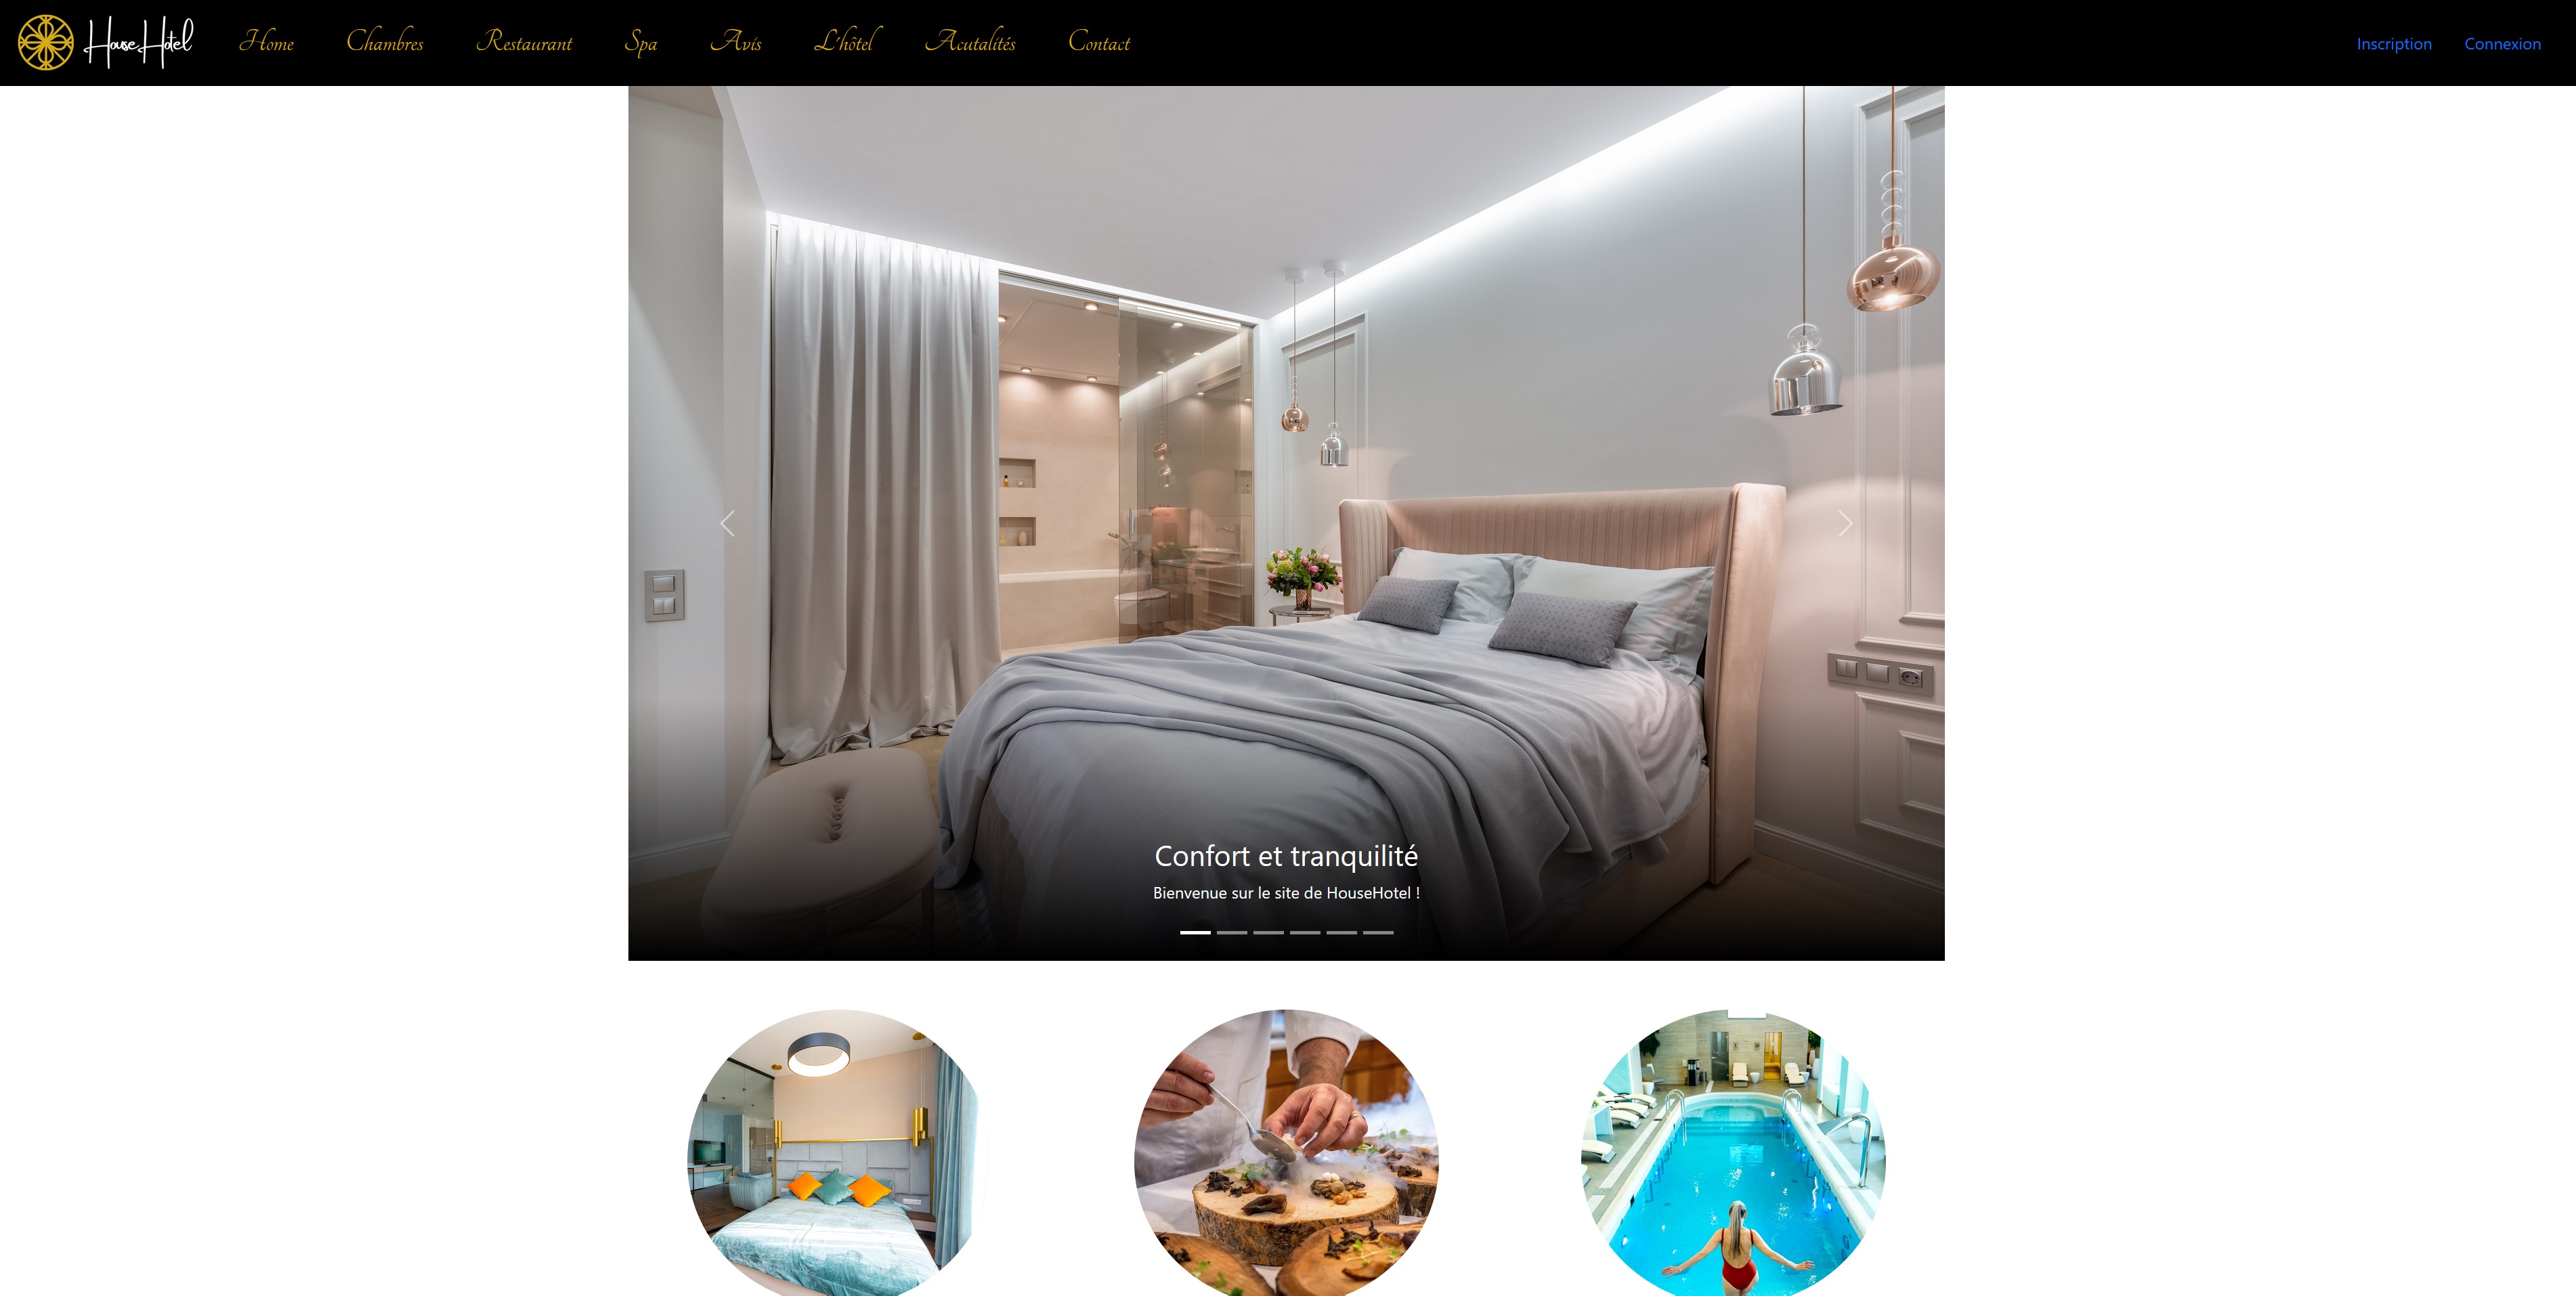 HouseHotel Home Chambres Restaurant Spa Avis L'hôtel Acutalités Contact Inscription Connexion
Confort et tranquilité
Bienvenue sur le site de HouseHotel !